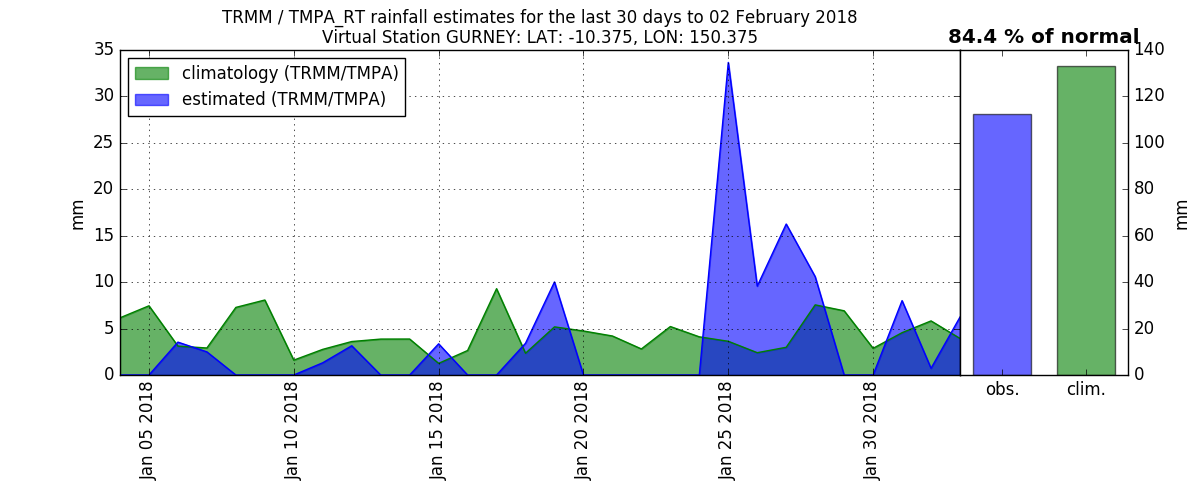 TRMM / TMPA_RT rainfall estimates for the last 30 days to 02 February 2018
Virtual Station GURNEY: LAT: -10.375, LON: 150.375
84.4 % of normal
climatology (TRMM/TMPA)
estimated (TRMM/TMPA)
35
30
25
20
15
10
5
0
mm
Jan 05 2018
Jan 10 2018
Jan 15 2018
Jan 20 2018
Jan 25 2018
Jan 30 2018
140
120
100
80
60
40
20
0
mm
obs.
clim.